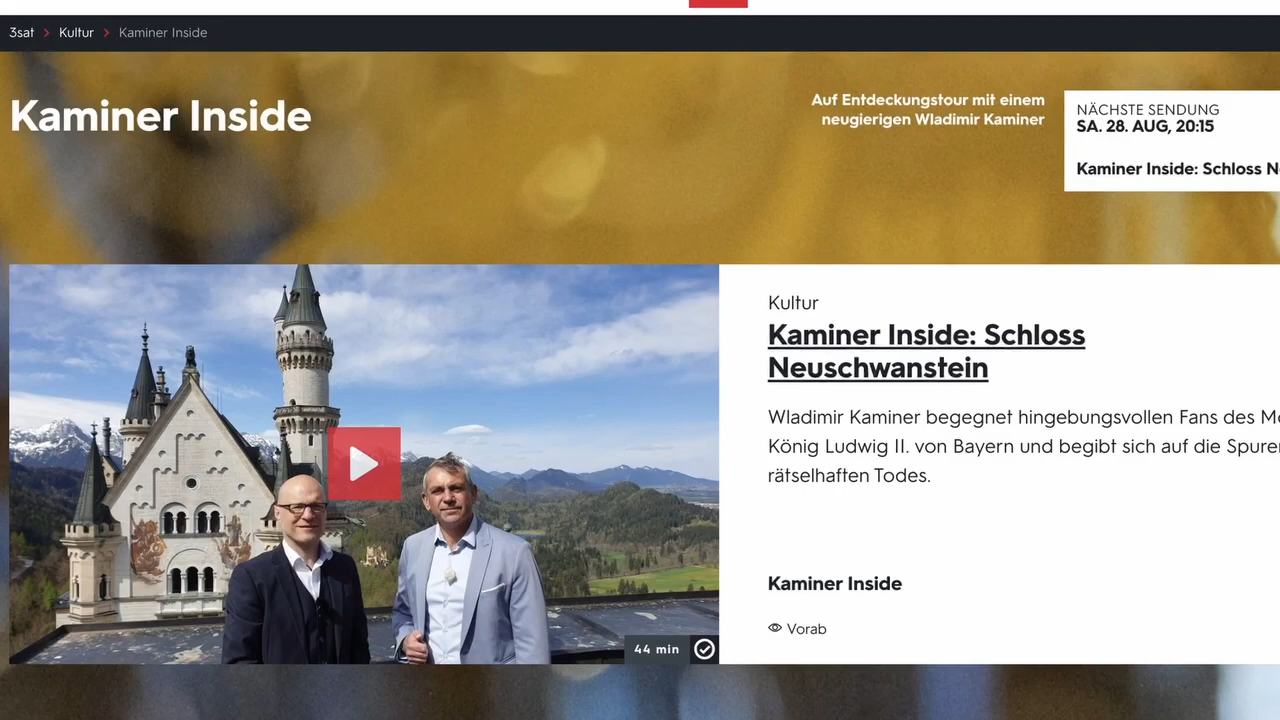 3sat > Kultur > Kaminer Inside
Kaminer Inside
Auf Entdeckungstour mit einem
neugierigen Wladimir Kaminer
NÄCHSTE SENDUNG
SA. 28. AUG, 20:15
Kaminer Inside: Schloss
Kultur
Kaminer Inside: Schloss
Neuschwanstein
Wladimir Kaminer begegnet hingebungsvollen Fans des
König Ludwig II. von Bayern und begibt sich auf die
rätselhaften Todes.
Kaminer Inside
Vorab
44 min